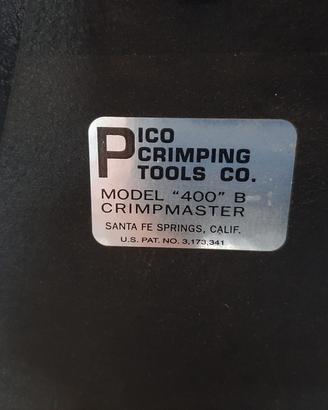 PICO
CRIMPING
TOOLS CO.
MODEL "400" B
CRIMPMASTER
SANTA FE SPRINGS, CALIF.
U.S. PAT. NO. 3,173,341